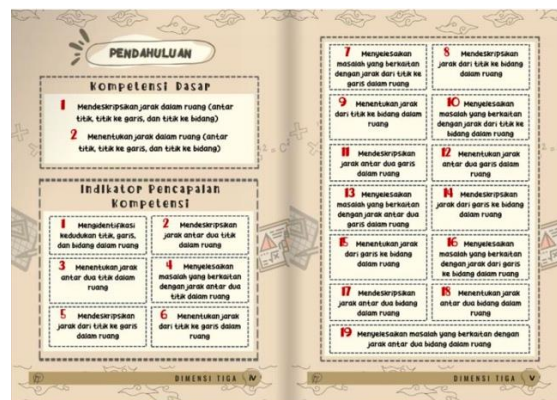 PENDAHULUAN
Kompetensi Dasar
1 Mendeskripsikan jarak dalam ruang (antar
titik, titik ke garis, dan titik ke bidang)
2 Menentukan jarak dalam ruang (antar
titik, titik ke garis, dan titik ke bidang)
Indikator Pencapaian
Kompetensi
1 Mengidentifikasi
kedudukan titik, garis,
dan bidang dalam ruang
2 Mendeskripsikan
jarak antar dua titik
dalam ruang
3 Menentukan jarak
antar dua titik dalam
ruang
4 Menyelesaikan
masalah yang berkaitan
dengan jarak antar dua
titik dalam ruang
5 Mendeskripsikan
jarak dari titik ke garis
dalam ruang
6 Menentukan jarak
dari titik ke garis dalam
ruang
DIMENSI TIGA IV
7 Menyelesaikan
masalah yang berkaitan
dengan jarak dari titik ke
garis dalam ruang
8 Mendeskripsikan
jarak dari titik ke bidang
dalam ruang
9 Menentukan jarak
dari titik ke bidang dalam
ruang
10 Menyelesaikan
masalah yang berkaitan
dengan jarak dari titik ke
bidang dalam ruang
11 Mendeskripsikan
jarak antar dua garis
dalam ruang
12 Menentukan jarak
antar dua garis dalam
ruang
13 Menyelesaikan
masalah yang berkaitan
dengan jarak antar dua
garis dalam ruang
14 Mendeskripsikan
jarak dari garis ke bidang
dalam ruang
15 Menentukan jarak
dari garis ke bidang dalam
ruang
16 Menyelesaikan
masalah yang berkaitan
dengan jarak dari garis
ke bidang dalam ruang
17 Mendeskripsikan
jarak antar dua bidang
dalam ruang
18 Menentukan jarak
antar dua bidang dalam
ruang
19 Menyelesaikan masalah yang berkaitan dengan
jarak antar dua bidang dalam ruang
DIMENSI TIGA V